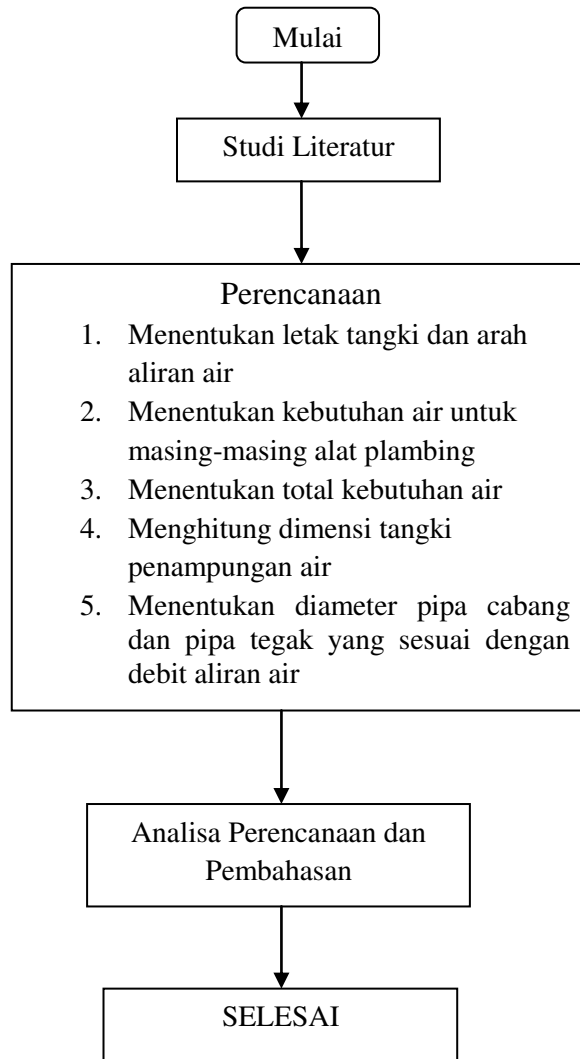 Mulai
Studi Literatur
Perencanaan
1. Menentukan letak tangki dan arah
aliran air
2. Menentukan kebutuhan air untuk
masing-masing alat plambing
3. Menentukan total kebutuhan air
4. Menghitung dimensi tangki
penampungan air
5. Menentukan diameter pipa cabang
dan pipa tegak yang sesuai dengan
debit aliran air
Analisa Perencanaan dan
Pembahasan
SELESAI